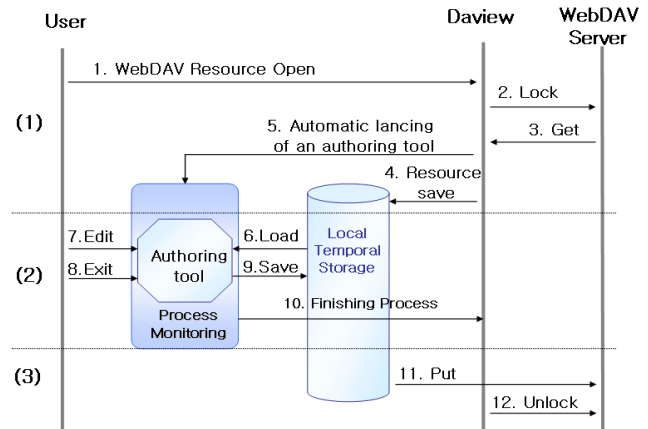 User
Daview
WebDAV
Server
1. WebDAV Resource Open
2. Lock
(1)
3. Get
5. Automatic lancing
of an authoring tool
4. Resource
save
7.Edit
6.Load
Local
Temporal
Storage
Authoring
tool
(2)
8.Exit
9.Save
10. Finishing Process
Process
Monitoring
(3)
11. Put
12. Unlock